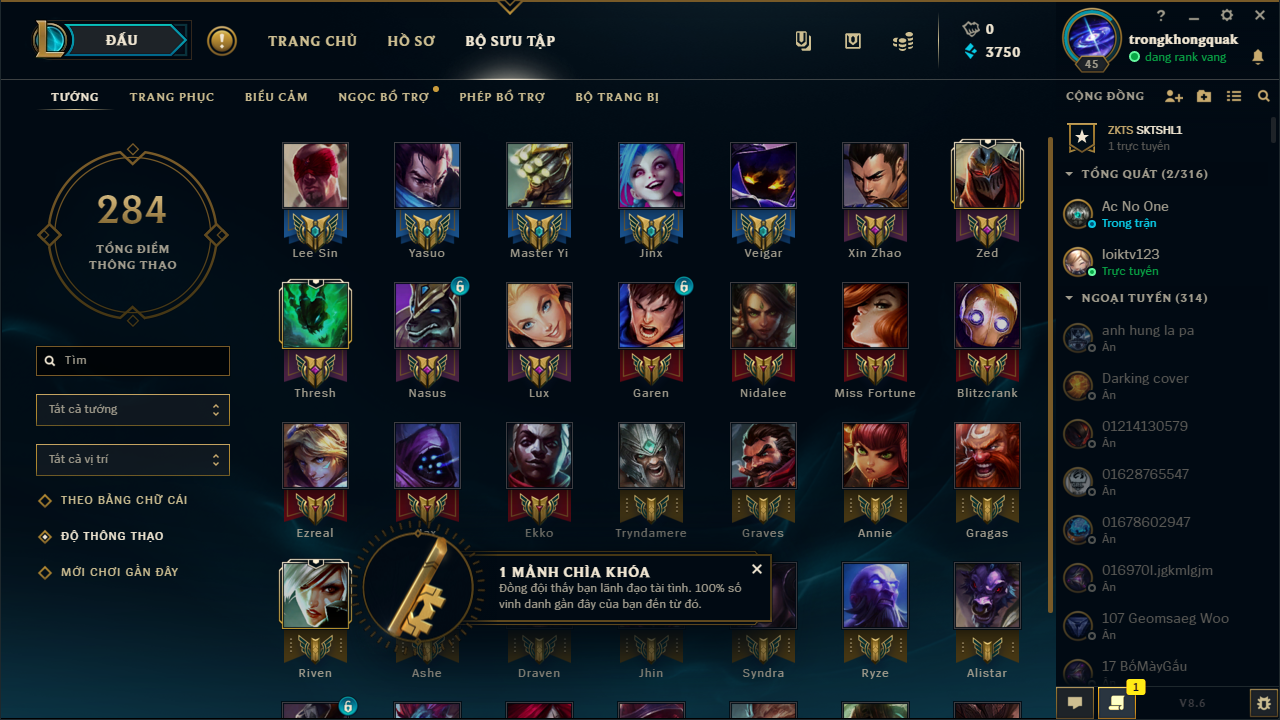 ĐẤU
TRANG CHỦ
HỒ SƠ
BỘ SƯU TẬP
0
3750
45
trongkhongquak
dang rank vang
TƯỚNG
TRANG PHỤC
BIỂU CẢM
NGỌC BỔ TRỢ
PHÉP BỔ TRỢ
BỘ TRANG BỊ
284
TỔNG ĐIỂM
THÔNG THẠO
Tìm
Tất cả tướng
Tất cả vị trí
THEO BẢNG CHỮ CÁI
ĐỘ THÔNG THẠO
MỚI CHƠI GẦN ĐÂY
Lee Sin
Yasuo
Master Yi
Jinx
Veigar
Xin Zhao
Zed
6
6
Thresh
Nasus
Lux
Garen
Nidalee
Miss Fortune
Blitzcrank
Ezreal
Ekko
Tryndamere
Graves
Annie
Gragas
1 MẢNH CHÌA KHÓA
Đồng đội thấy bạn lãnh đạo tài tình. 100% số
vinh danh gần đây của bạn đến từ đó.
Riven
Ashe
Draven
Jhin
Syndra
Ryze
Alistar
6
CỘNG ĐỒNG
ZKTS SKTSHL1
1 trực tuyến
TỔNG QUÁT (2/316)
Ac No One
Trong trận
loiktv123
Trực tuyến
NGOẠI TUYẾN (314)
anh hung la pa
Ẩn
Darking cover
Ẩn
01214130579
Ẩn
01628765547
Ẩn
01678602947
Ẩn
016970I.jgkmlgjm
Ẩn
107 Geomsaeg Woo
Ẩn
17 BốMàyGấu
1
V8.6